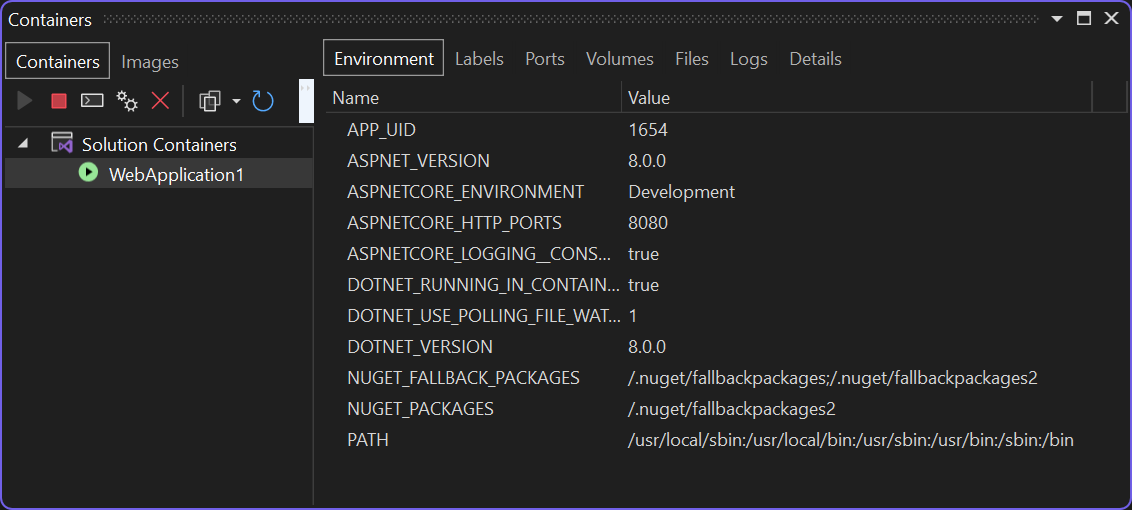 Containers
Containers Images
Solution Containers
WebApplication1
Environment Labels Ports Volumes Files Logs Details
Name Value
APP_UID 1654
ASPNET_VERSION 8.0.0
ASPNETCORE_ENVIRONMENT Development
ASPNETCORE_HTTP_PORTS 8080
ASPNETCORE_LOGGING__CONS... true
DOTNET_RUNNING_IN_CONTAIN... true
DOTNET_USE_POLLING_FILE_WAT... 1
DOTNET_VERSION 8.0.0
NUGET_FALLBACK_PACKAGES /.nuget/fallbackpackages;/.nuget/fallbackpackages2
NUGET_PACKAGES /.nuget/fallbackpackages2
PATH /usr/local/sbin:/usr/local/bin:/usr/sbin:/usr/bin:/sbin:/bin